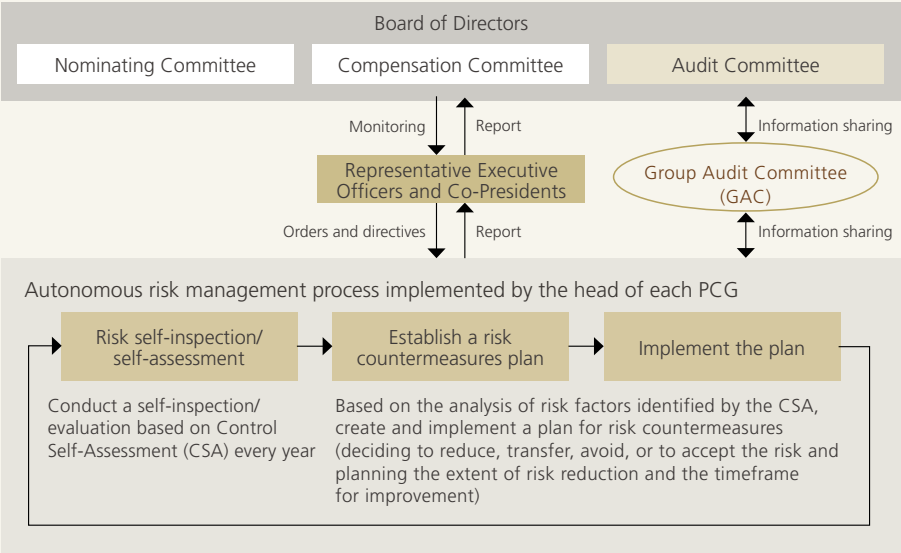 Board of Directors
Nominating Committee
Compensation Committee
Audit Committee
Monitoring
Report
Information sharing
Representative Executive
Officers and Co-Presidents
Group Audit Committee
(GAC)
Orders and directives
Report
Information sharing
Autonomous risk management process implemented by the head of each PCG
Risk self-inspection/
self-assessment
Establish a risk
countermeasures plan
Implement the plan
Conduct a self-inspection/
evaluation based on Control
Self-Assessment (CSA) every year
Based on the analysis of risk factors identified by the CSA,
create and implement a plan for risk countermeasures
(deciding to reduce, transfer, avoid, or to accept the risk and
planning the extent of risk reduction and the timeframe
for improvement)